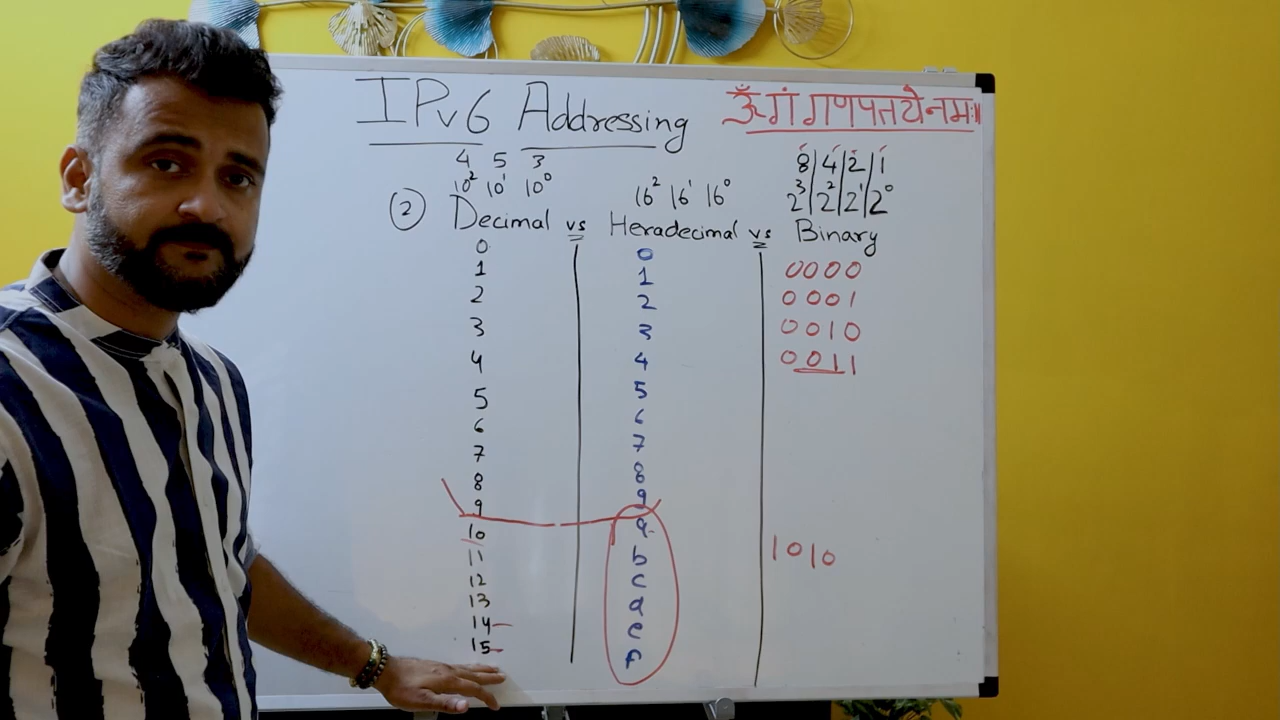 IPv6 Addressing ॐ गं गणपतये नमः॥
4 5 3 8 4 2 1
10² 10¹ 10⁰ 16² 16¹ 16⁰ 2³ 2² 2¹ 2⁰
② Decimal vs Hexadecimal vs Binary
0 0 0000
1 1 0001
2 2 0010
3 3 0011
4 4
5 5
6 6
7 7
8 8
9 9
10 a 1010
11 b
12 c
13 d
14 e
15 f